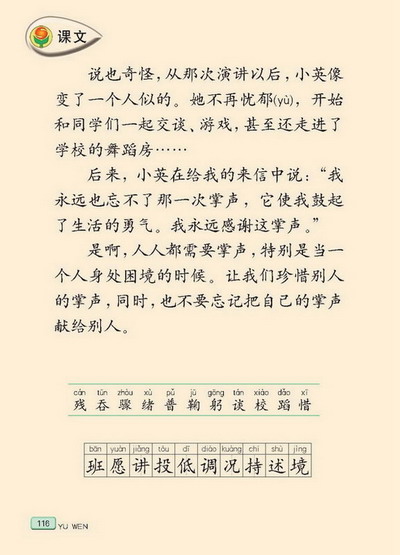 课文
说也奇怪，从那次演讲以后，小英像
变了一个人似的。她不再忧郁(yù)，开始
和同学们一起交谈、游戏，甚至还走进了
学校的舞蹈房……
后来，小英在给我的来信中说：“我
永远也忘不了那一次掌声，它使我鼓起
了生活的勇气。我永远感谢这掌声。”
是啊，人人都需要掌声，特别是当一
个人身处困境的时候。让我们珍惜别人
的掌声，同时，也不要忘记把自己的掌声
献给别人。
cán tūn zhòu xù pǔ jū gōng tán xiào dǎo xī
残 吞 骤 绪 普 鞠 躬 谈 校 蹈 惜
bān yuàn jiǎng tóu dī diào kuàng chí shù jìng
班 愿 讲 投 低 调 况 持 述 境
116 YU WEN